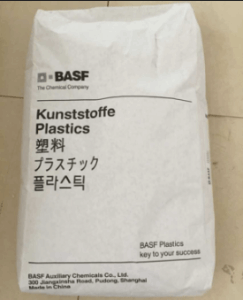 BASF
The Chemical Company
Kunststoffe
Plastics
塑料
プラスチック
플라스틱
BASF Plastics
key to your success
BASF Auxiliary Chemicals Co., Ltd.
300 Jiangxinsha Road, Pudong, Shanghai
Made in China